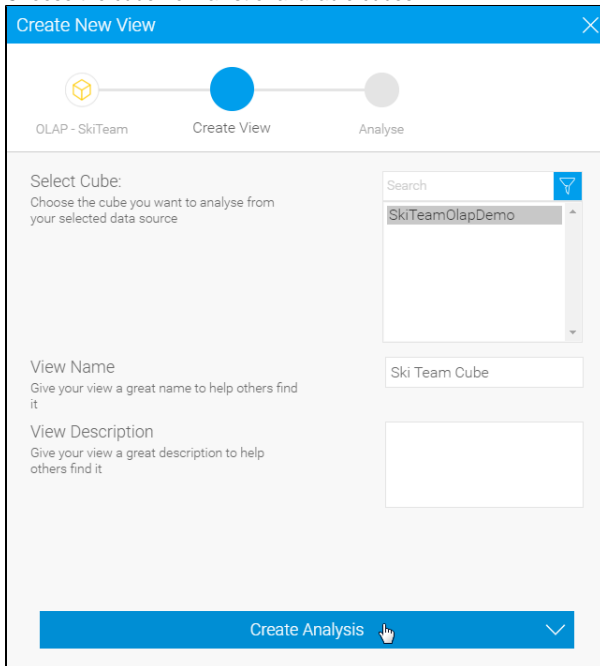 Create New View
OLAP - SkiTeam
Create View
Analyse
Select Cube:
Choose the cube you want to analyse from
your selected data source
Search
SkiTeamOlapDemo
View Name
Give your view a great name to help others find
it
Ski Team Cube
View Description
Give your view a great description to help
others find it
Create Analysis